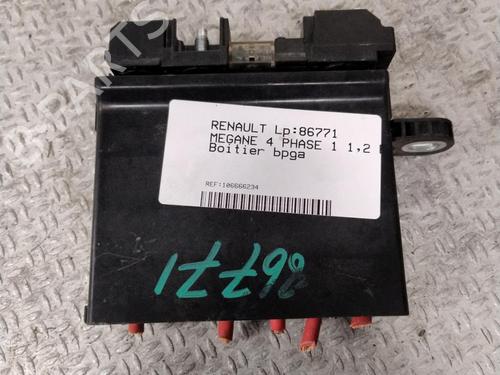 RENAULT Lp:86771
MEGANE 4 PHASE 1 1,2
Boitier bpga
REF:106666234
86771